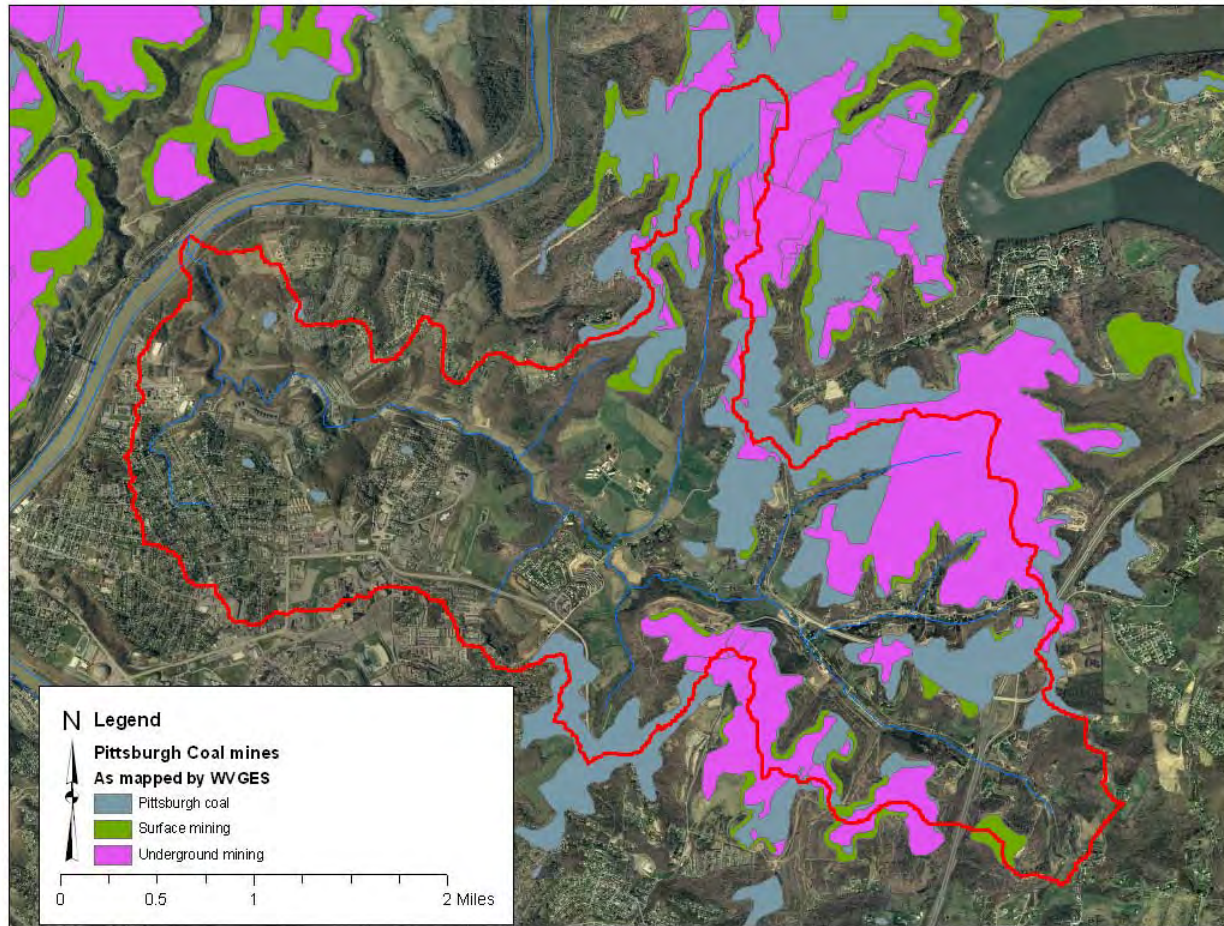 N Legend
Pittsburgh Coal mines
As mapped by WVGES
Pittsburgh coal
Surface mining
Underground mining
0 0.5 1 2 Miles